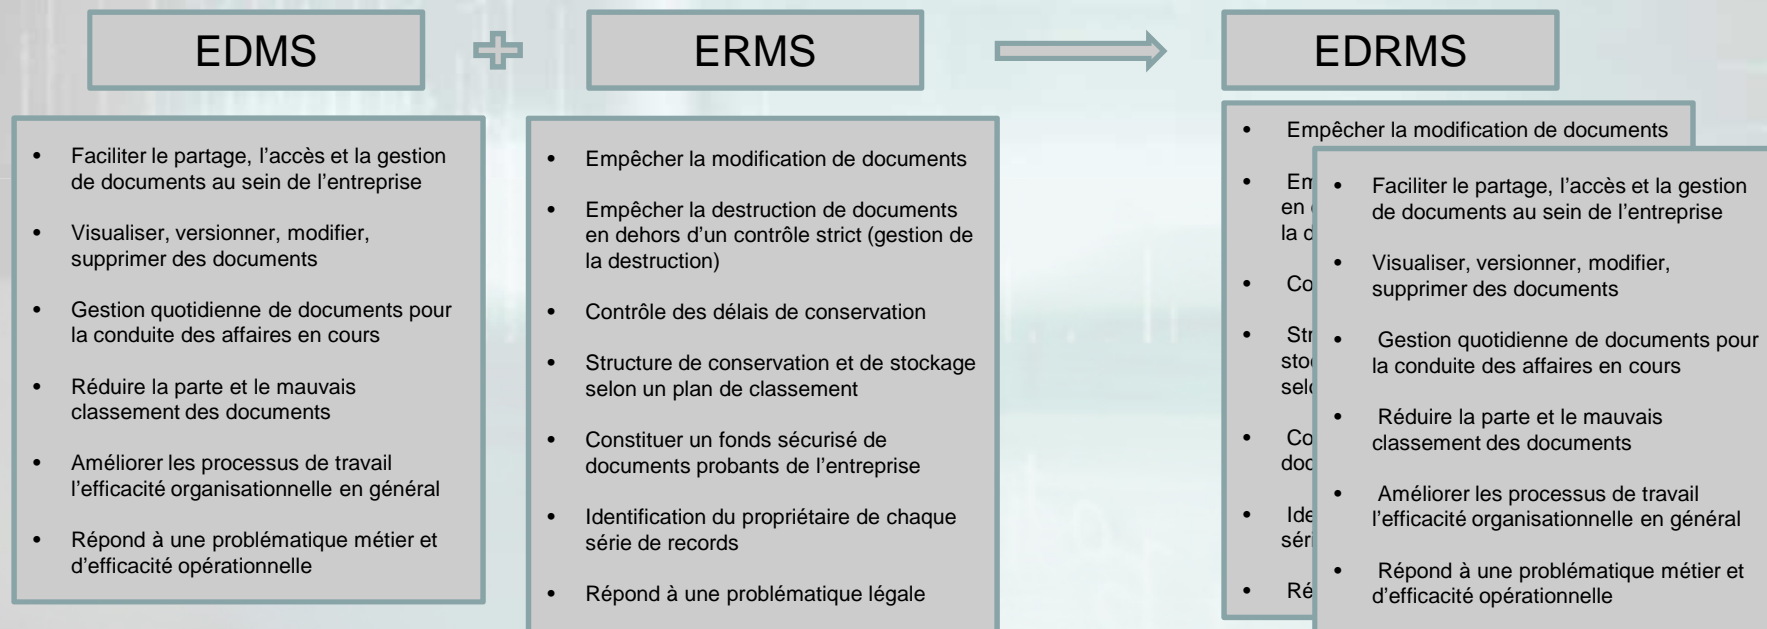 EDMS
ERMS
EDRMS
• Faciliter le partage, l’accès et la gestion
de documents au sein de l’entreprise
• Visualiser, versionner, modifier,
supprimer des documents
• Gestion quotidienne de documents pour
la conduite des affaires en cours
• Réduire la parte et le mauvais
classement des documents
• Améliorer les processus de travail
l’efficacité organisationnelle en général
• Répond à une problématique métier et
d’efficacité opérationnelle
• Empêcher la modification de documents
• Empêcher la destruction de documents
en dehors d’un contrôle strict (gestion de
la destruction)
• Contrôle des délais de conservation
• Structure de conservation et de stockage
selon un plan de classement
• Constituer un fonds sécurisé de
documents probants de l’entreprise
• Identification du propriétaire de chaque
série de records
• Répond à une problématique légale
• Empêcher la modification de documents
• Faciliter le partage, l’accès et la gestion
de documents au sein de l’entreprise
• Visualiser, versionner, modifier,
supprimer des documents
• Gestion quotidienne de documents pour
la conduite des affaires en cours
• Réduire la parte et le mauvais
classement des documents
• Améliorer les processus de travail
l’efficacité organisationnelle en général
• Répond à une problématique métier et
d’efficacité opérationnelle